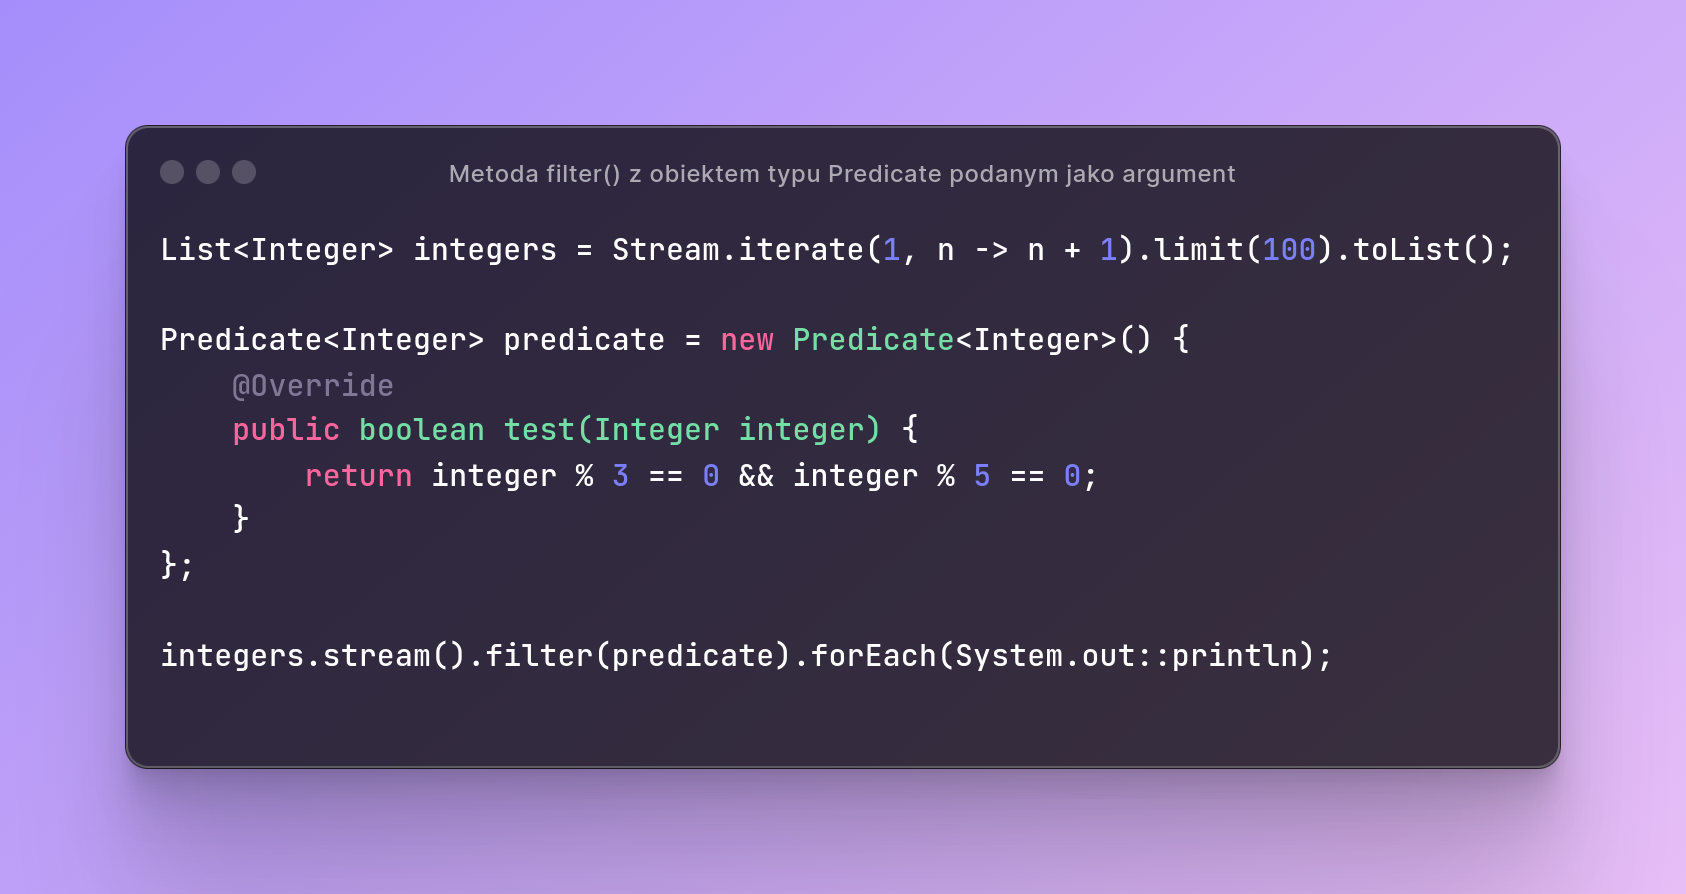 Metoda filter() z obiektem typu Predicate podanym jako argument
List<Integer> integers = Stream.iterate(1, n -> n + 1).limit(100).toList();
Predicate<Integer> predicate = new Predicate<Integer>() {
    @Override
    public boolean test(Integer integer) {
        return integer % 3 == 0 && integer % 5 == 0;
    }
};
integers.stream().filter(predicate).forEach(System.out::println);